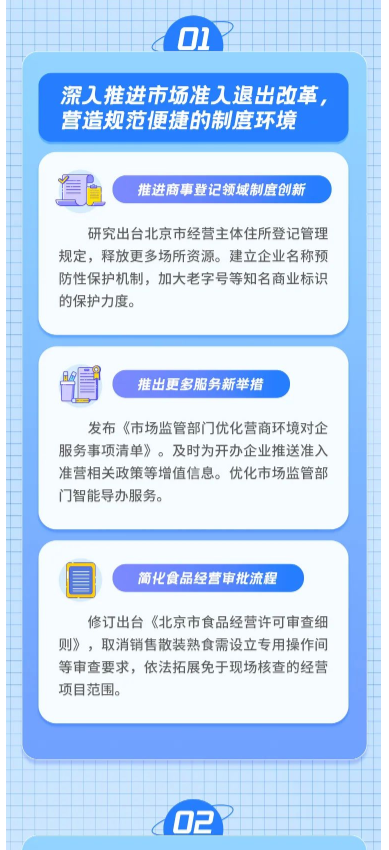 01
深入推进市场准入退出改革，
营造规范便捷的制度环境
推进商事登记领域制度创新
研究出台北京市经营主体住所登记管理
规定，释放更多场所资源。建立企业名称预
防性保护机制，加大老字号等知名商业标识
的保护力度。
推出更多服务新举措
发布《市场监管部门优化营商环境对企
服务事项清单》。及时为开办企业推送准入
准营相关政策等增值信息。优化市场监管部
门智能导办服务。
简化食品经营审批流程
修订出台《北京市食品经营许可审查细
则》，取消销售散装熟食需设立专用操作间
等审查要求，依法拓展免于现场核查的经营
项目范围。
02